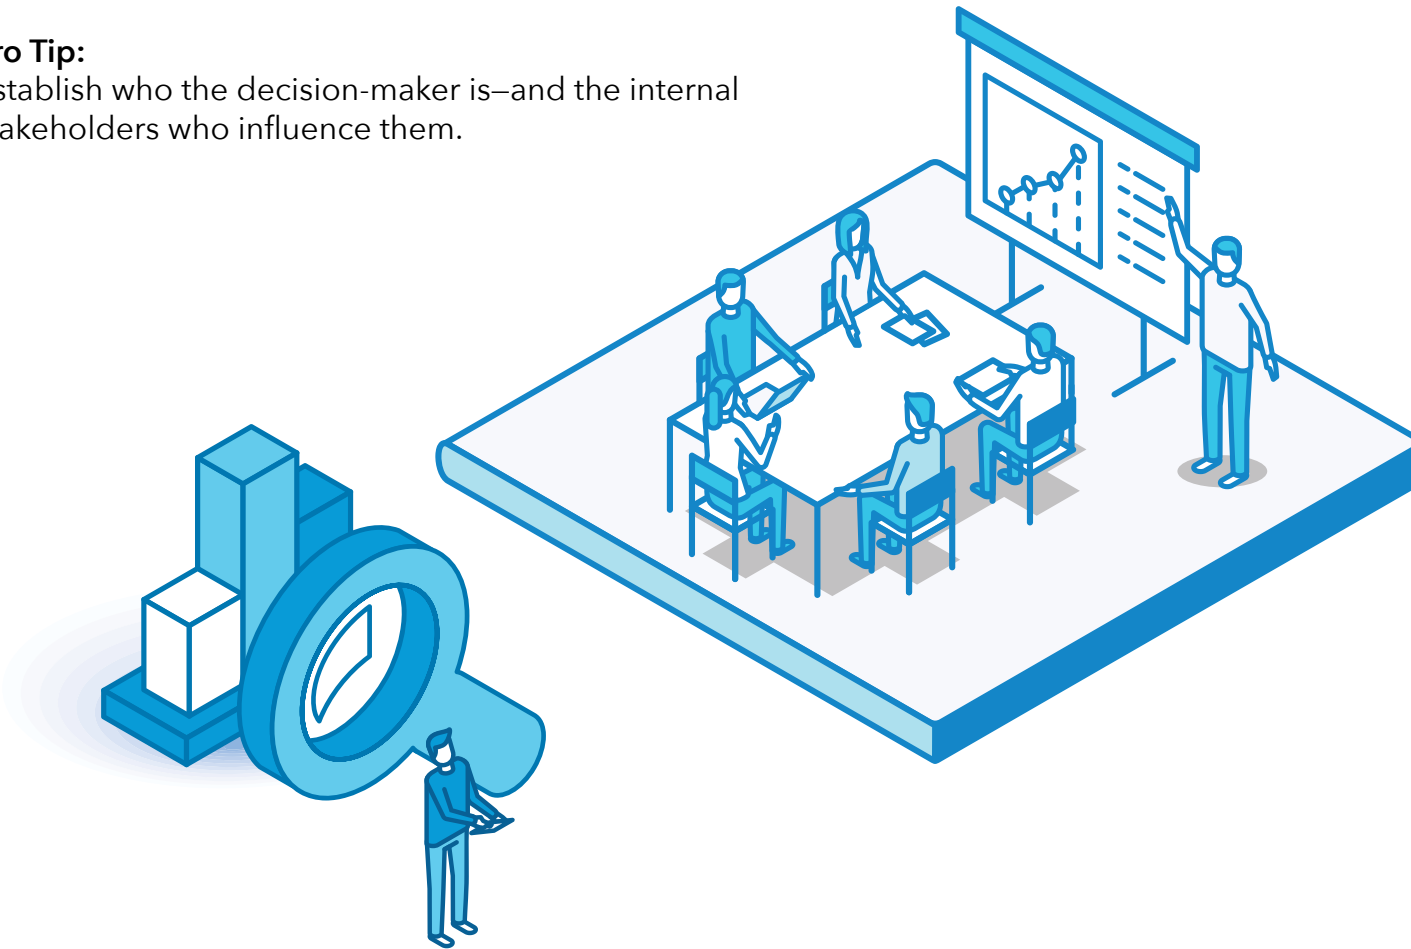 ro Tip:
stablish who the decision-maker is—and the internal
akeholders who influence them.